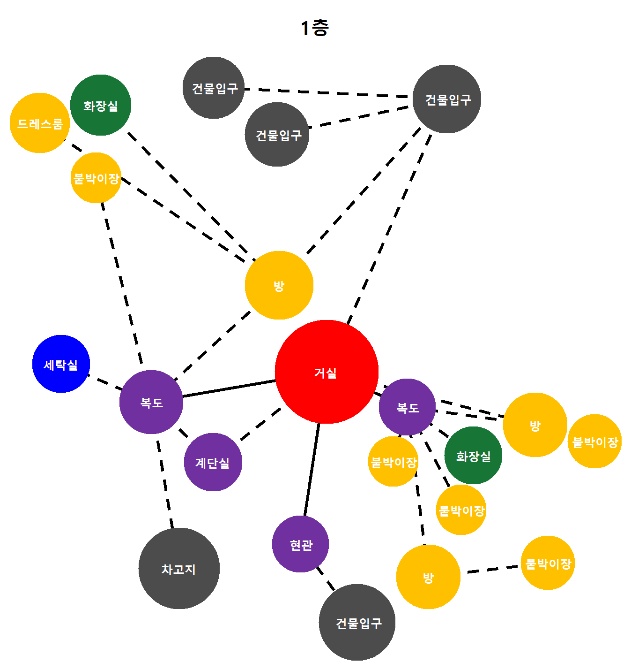 1층
건물입구
건물입구
건물입구
화장실
드레스룸
붙박이장
방
세탁실
거실
복도
복도
방
붙박이장
계단실
붙박이장
화장실
붙박이장
현관
차고지
방
붙박이장
건물입구